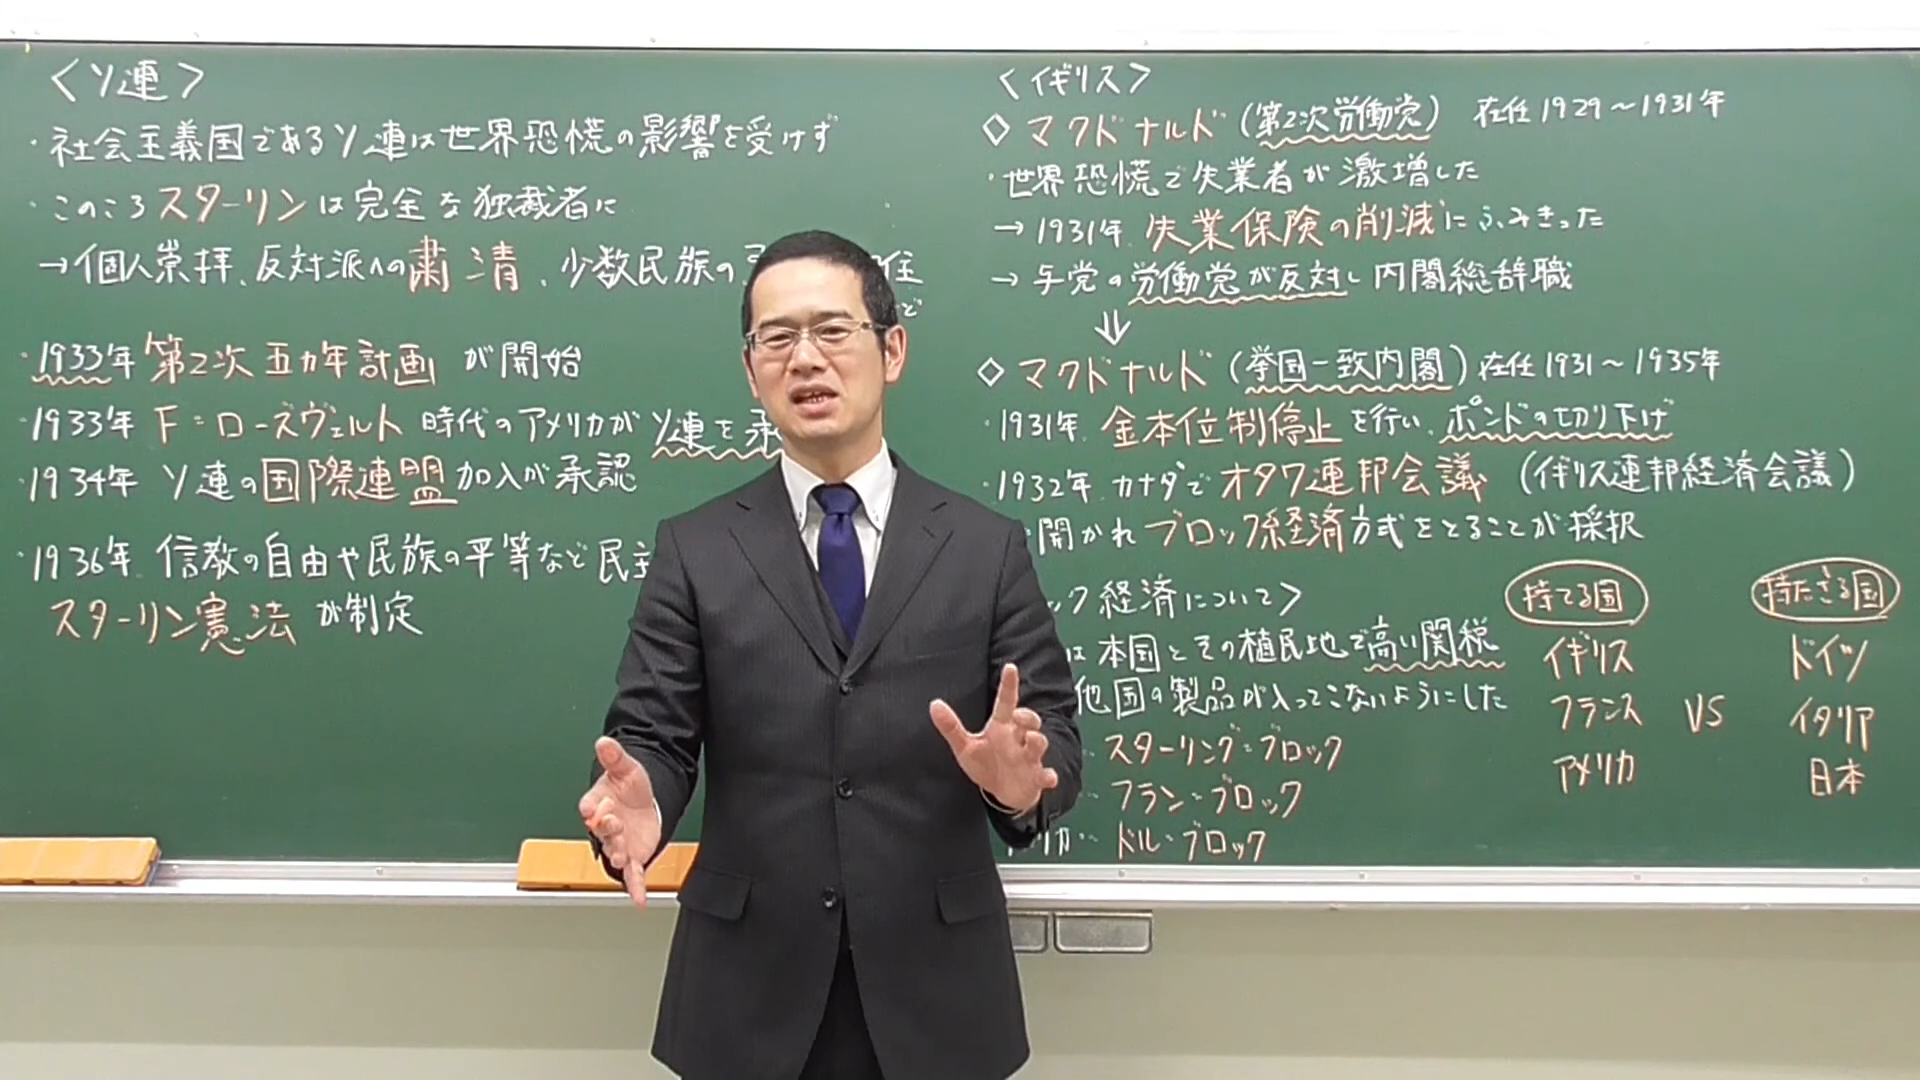 〈ソ連〉
・社会主義国であるソ連は世界恐慌の影響を受けず
・このころスターリンは完全な独裁者に
→個人崇拝、反対派への粛清、少数民族の
住
ど
・1933年 第2次五カ年計画 が開始
・1933年 F=ローズヴェルト 時代のアメリカがソ連を承
・1934年 ソ連の国際連盟加入が承認
・1936年 信教の自由や民族の平等など民主
スターリン憲法 が制定
〈イギリス〉
◇マクドナルド(第2次労働党) 在任1929〜1931年
・世界恐慌で失業者が激増した
→1931年 失業保険の削減にふみきった
→与党の労働党が反対し内閣総辞職
⇓
◇マクドナルド(挙国一致内閣) 在任1931〜1935年
・1931年 金本位制停止を行い、ポンドの切り下げ
・1932年 カナダでオタワ連邦会議(イギリス連邦経済会議)
開かれブロック経済方式をとることが採択
ック経済について〉
は本国とその植民地で高い関税
他国の製品が入ってこないようにした
スターリング=ブロック
フラン=ブロック
リカ… ドル=ブロック
持てる国
イギリス
フランス
アメリカ
VS
持たざる国
ドイツ
イタリア
日本